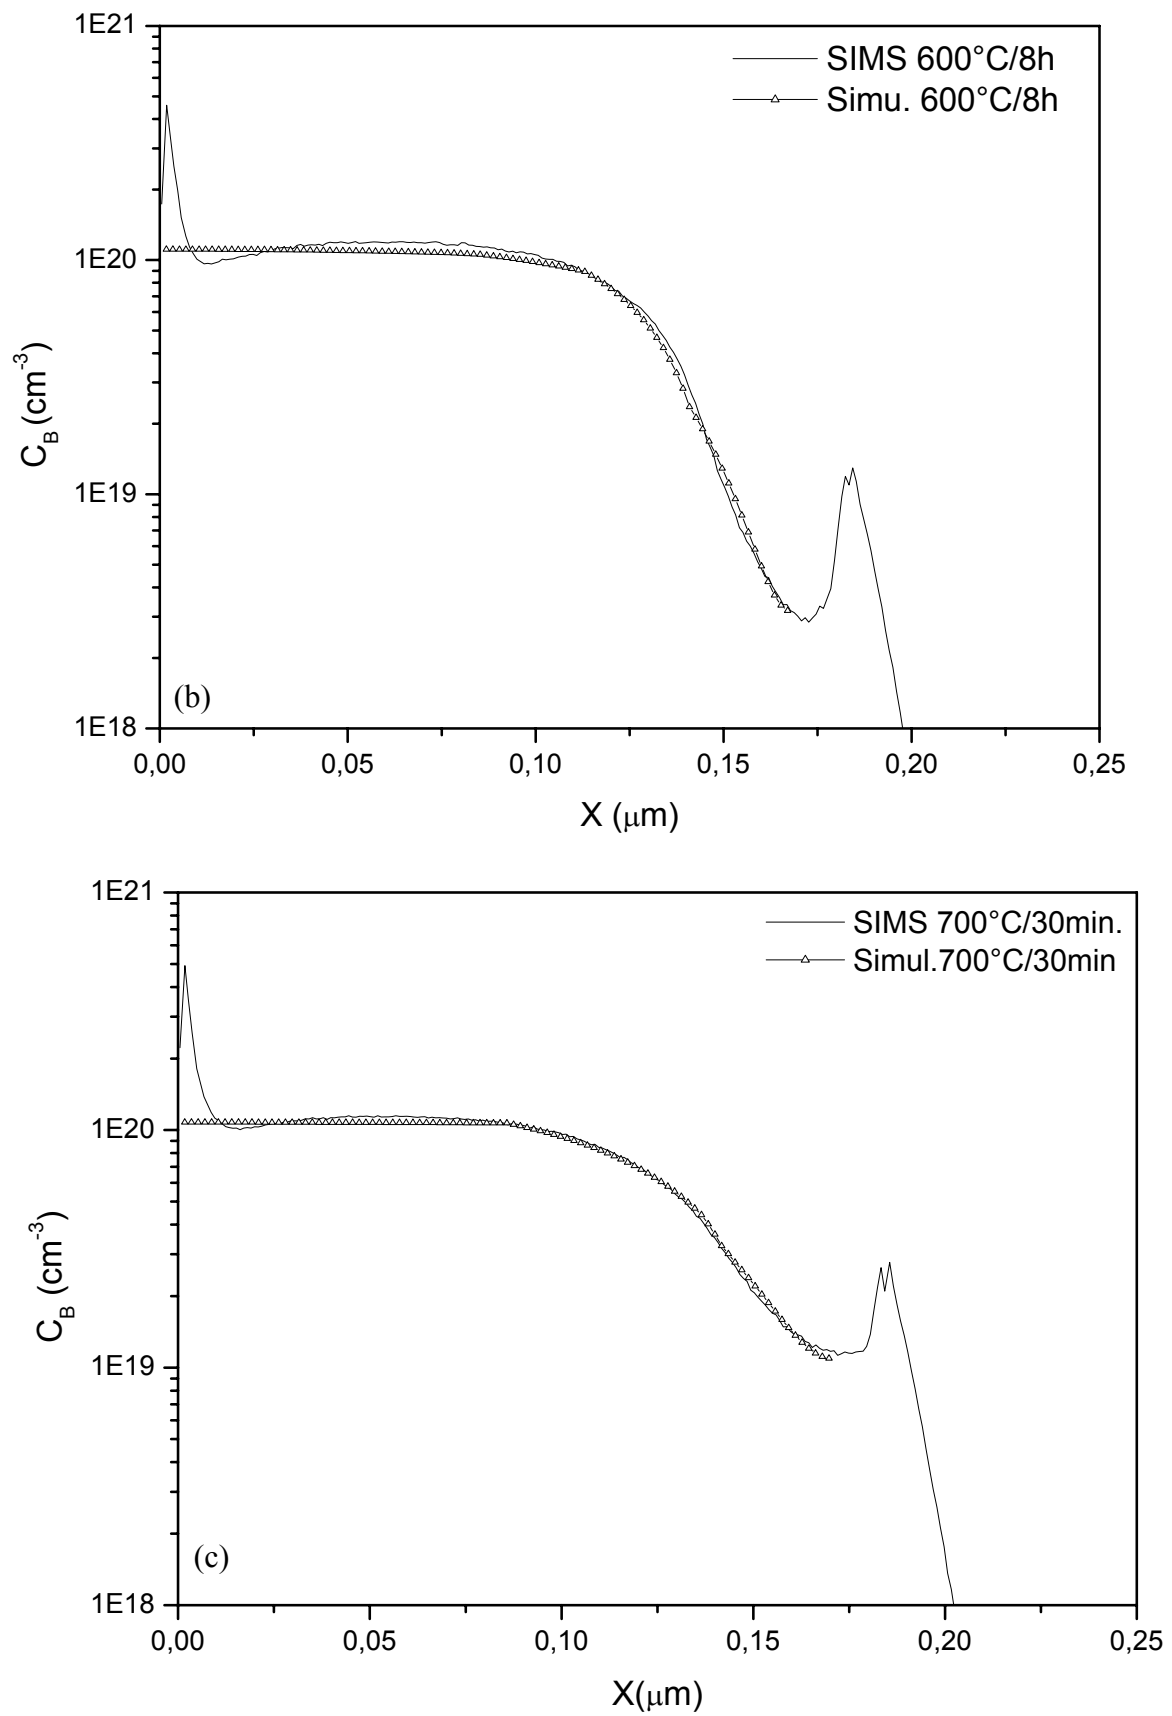 1E21
SIMS 600°C/8h
Simu. 600°C/8h
1E20
C_B (cm^-3)
1E19
(b)
1E18
0,00 0,05 0,10 0,15 0,20 0,25
X (μm)
1E21
SIMS 700°C/30min.
Simul.700°C/30min
1E20
C_B (cm^-3)
1E19
(c)
1E18
0,00 0,05 0,10 0,15 0,20 0,25
X(μm)